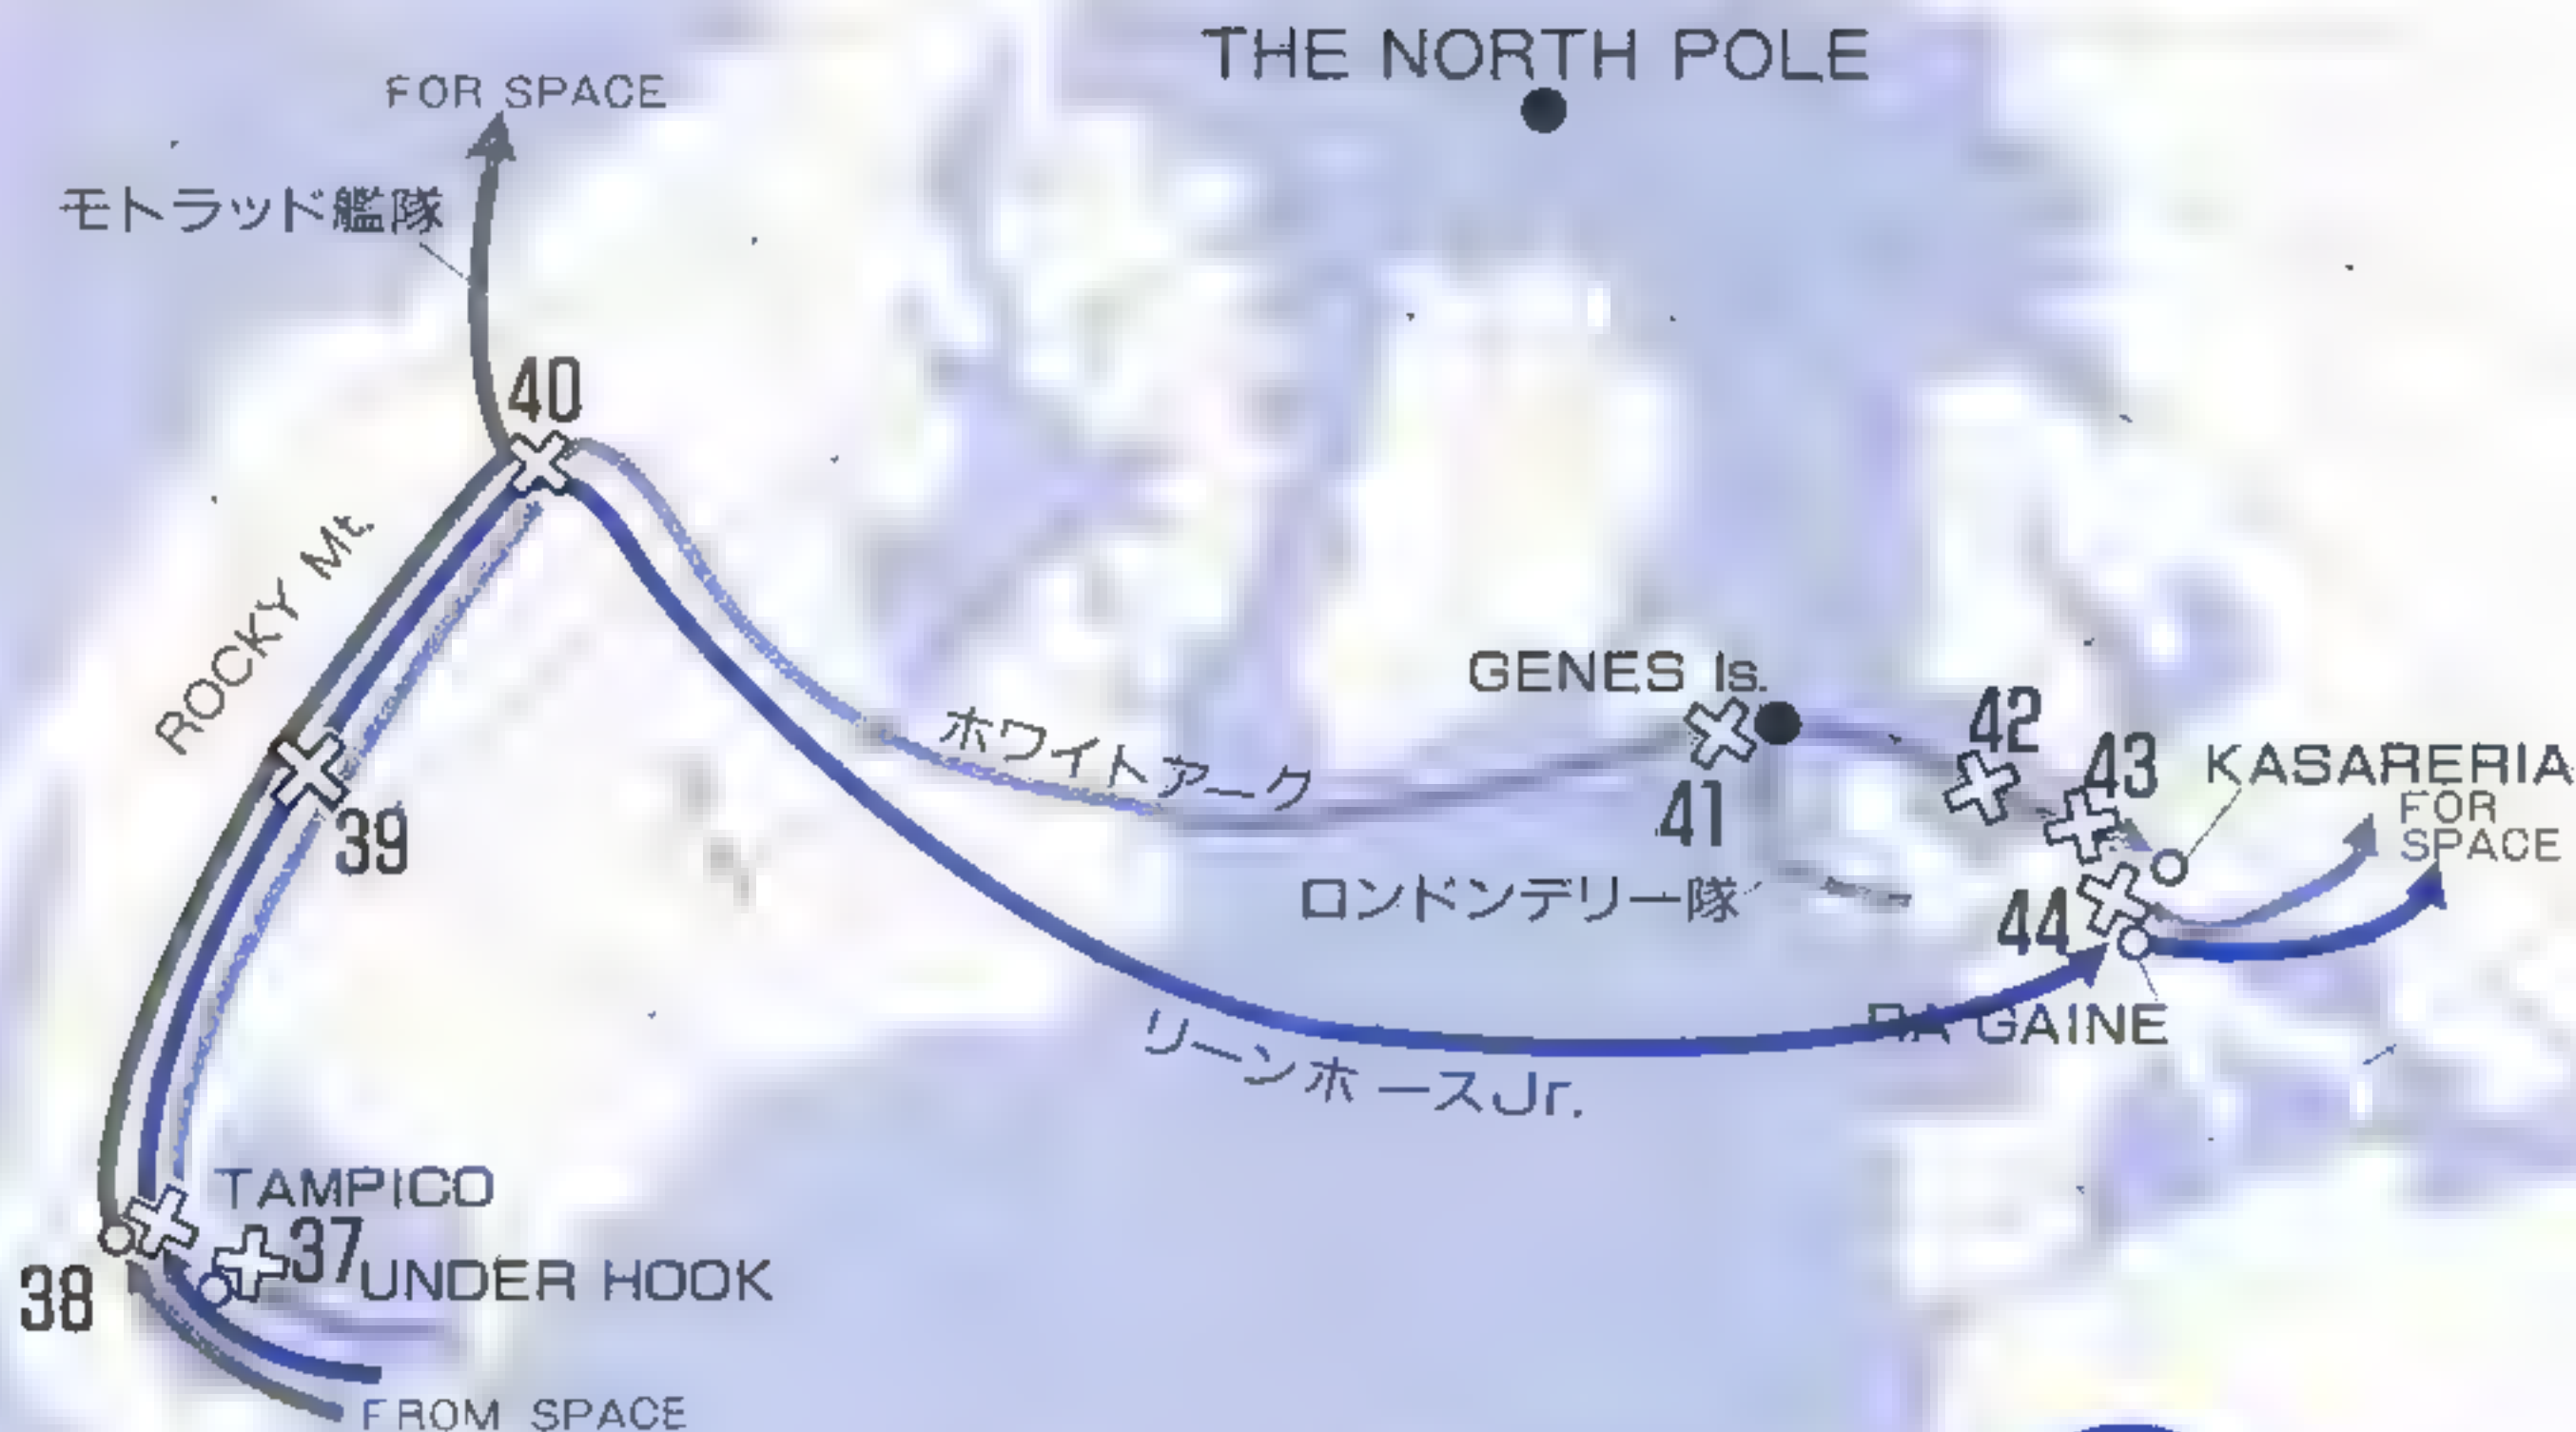 THE NORTH POLE
FOR SPACE
モトラッド艦隊
40
ROCKY Mt.
GENES Is.
42
ホワイトアーク
43
KASARERIA
FOR
SPACE
41
39
ロンドンデリー隊
44
RA GAINE
リーンホースJr.
TAMPICO
37
UNDER HOOK
38
FROM SPACE